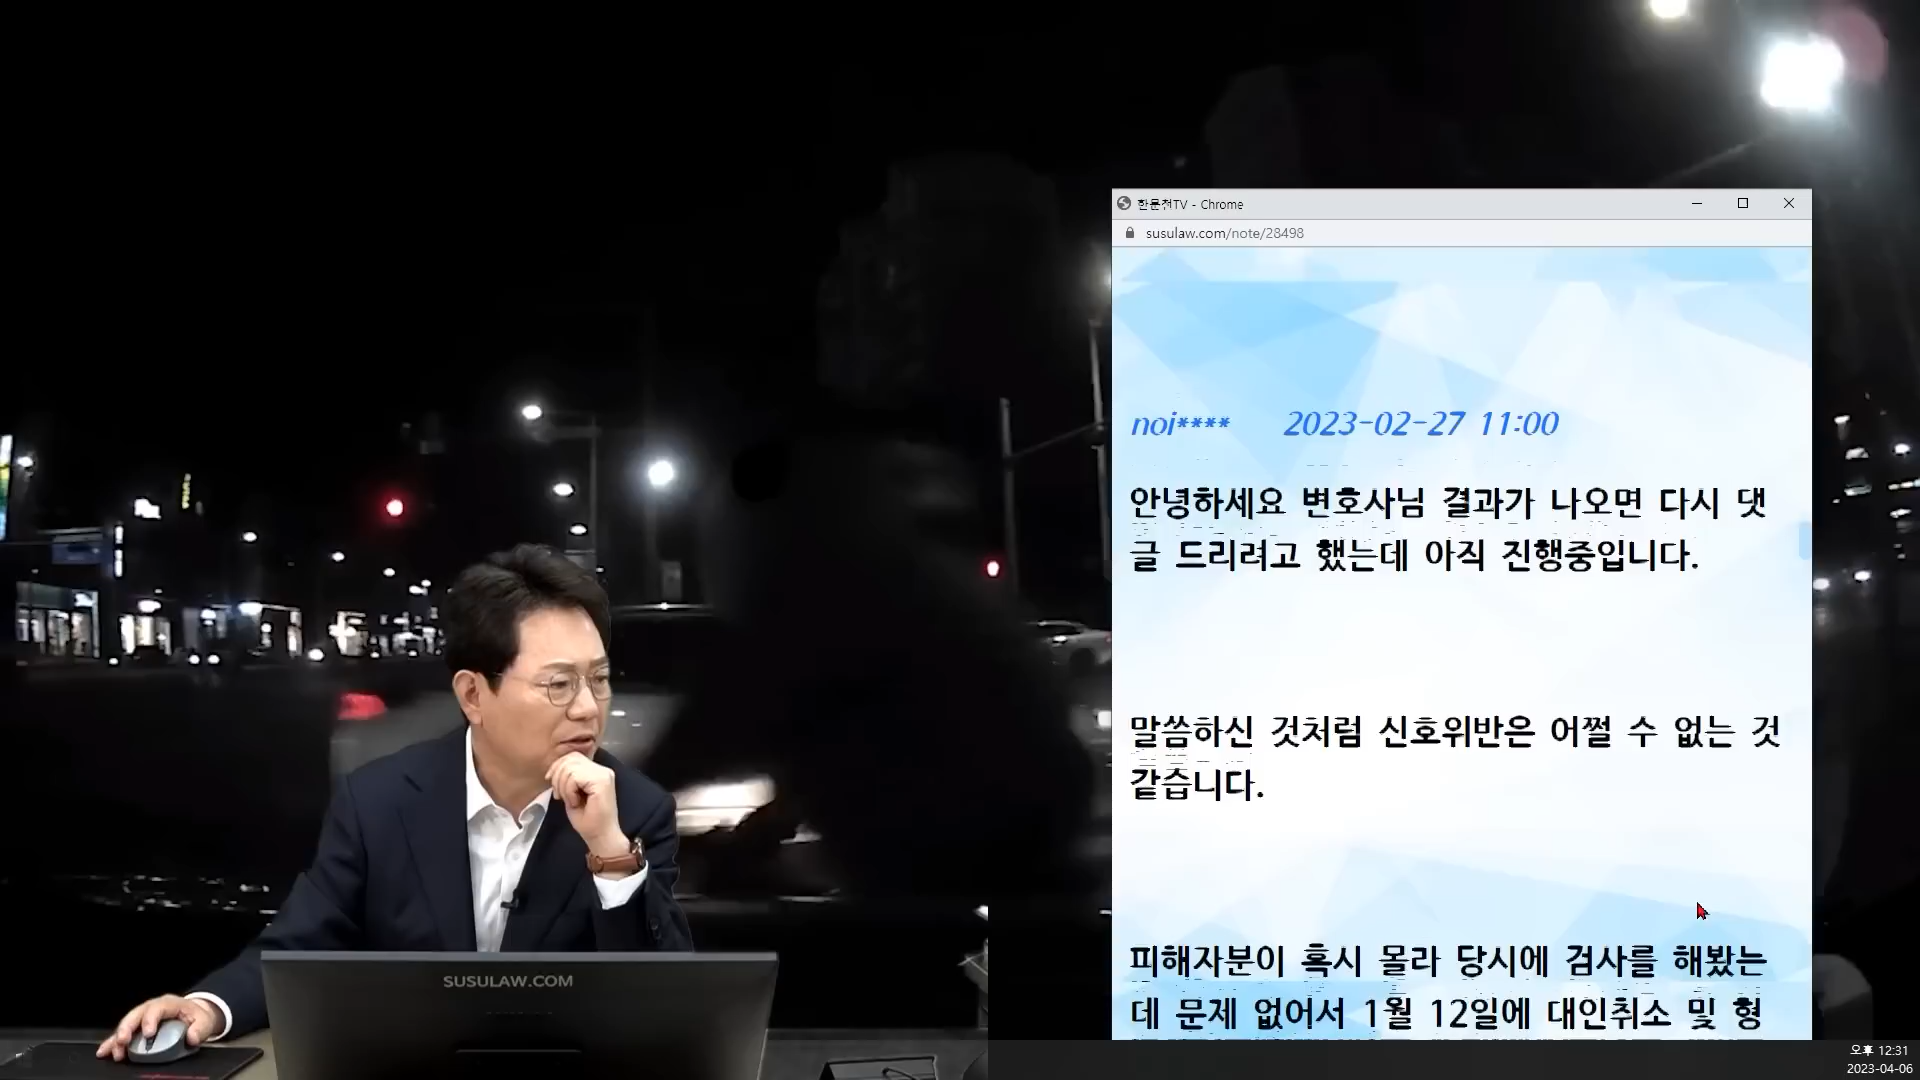 한문철TV - Chrome
susulaw.com/note/28498
noi**** 2023-02-27 11:00
안녕하세요 변호사님 결과가 나오면 다시 댓
글 드리려고 했는데 아직 진행중입니다.
말씀하신 것처럼 신호위반은 어쩔 수 없는 것
같습니다.
피해자분이 혹시 몰라 당시에 검사를 해봤는
데 문제 없어서 1월 12일에 대인취소 및 형
SUSULAW.COM
오후 12:31
2023-04-06